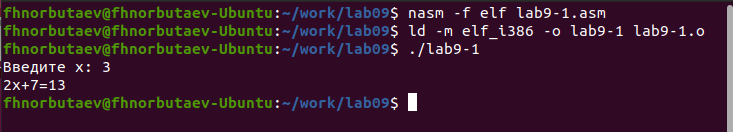 fhnorbutaev@fhnorbutaev-Ubuntu:~/work/lab09$ nasm -f elf lab9-1.asm
fhnorbutaev@fhnorbutaev-Ubuntu:~/work/lab09$ ld -m elf_i386 -o lab9-1 lab9-1.o
fhnorbutaev@fhnorbutaev-Ubuntu:~/work/lab09$ ./lab9-1
Введите x: 3
2x+7=13
fhnorbutaev@fhnorbutaev-Ubuntu:~/work/lab09$